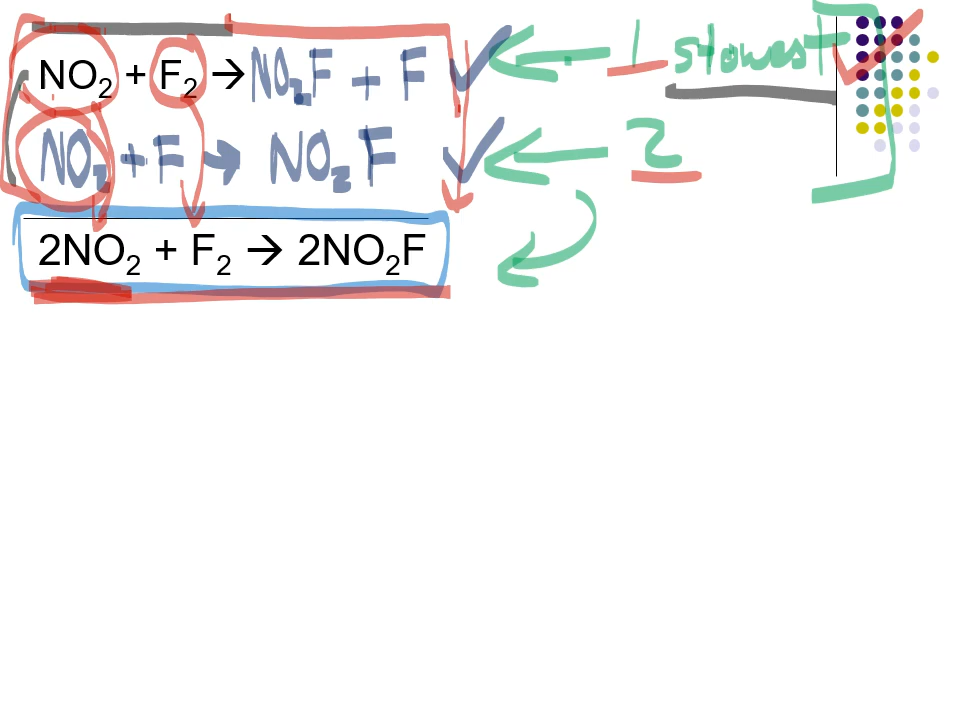 NO₂ + F₂ → NO₂F + F ← 1 slowest
NO₂ + F → NO₂F ← 2
2NO₂ + F₂ → 2NO₂F